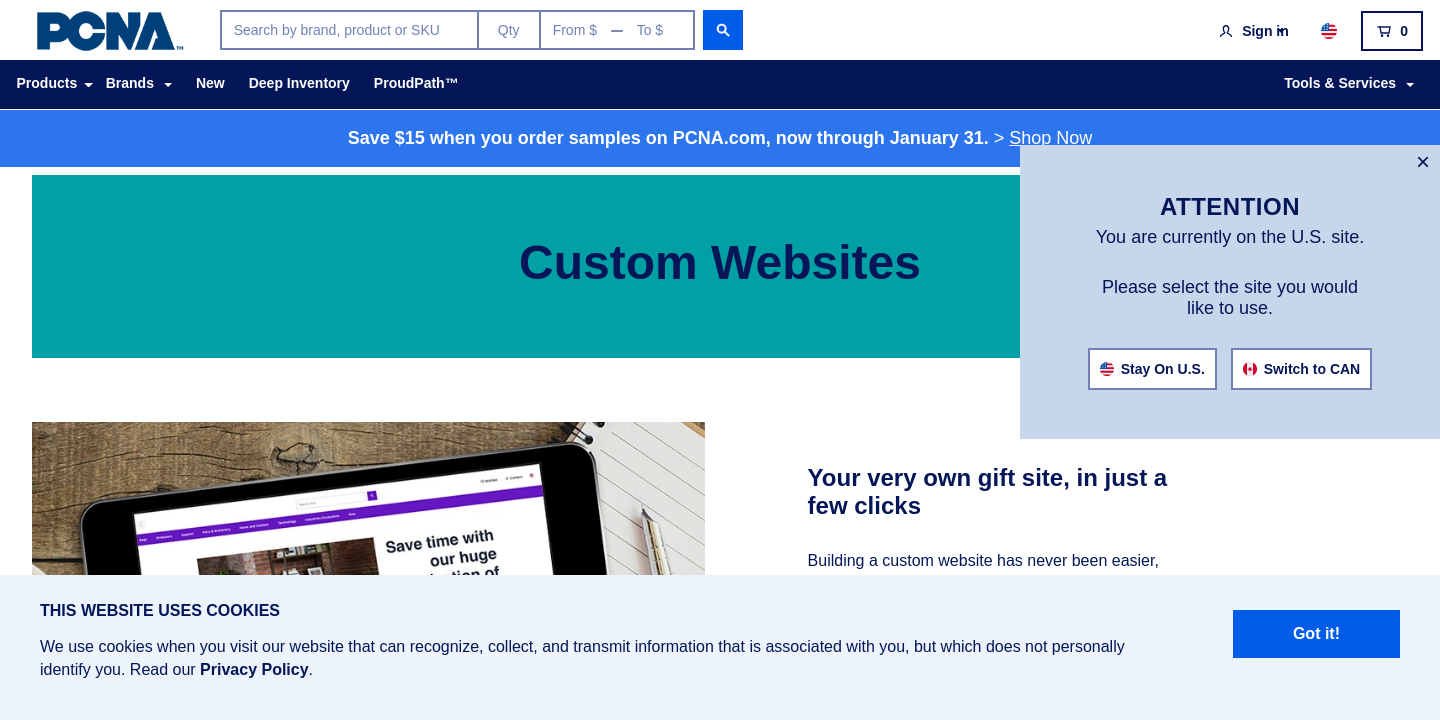 PCNA™
Search by brand, product or SKU
Qty
From $
To $
Sign in
0
Products
Brands
New
Deep Inventory
ProudPath™
Tools & Services
Save $15 when you order samples on PCNA.com, now through January 31. > Shop Now
×
ATTENTION
You are currently on the U.S. site.
Please select the site you would
like to use.
Stay On U.S.
Switch to CAN
Custom Websites
Save time with
our huge
of
Your very own gift site, in just a
few clicks
Building a custom website has never been easier,
THIS WEBSITE USES COOKIES
We use cookies when you visit our website that can recognize, collect, and transmit information that is associated with you, but which does not personally
identify you. Read our Privacy Policy.
Got it!